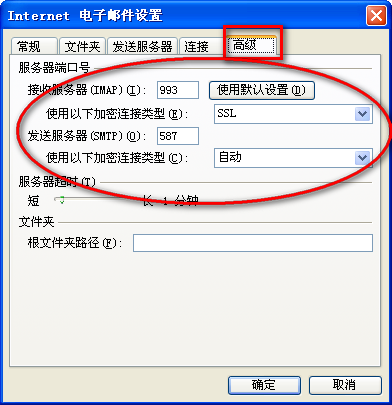 Internet 电子邮件设置
常规 文件夹 发送服务器 连接 高级
服务器端口号
接收服务器(IMAP)(I): 993 使用默认设置(D)
使用以下加密连接类型(E): SSL
发送服务器(SMTP)(O): 587
使用以下加密连接类型(C): 自动
服务器超时(T)
短 长 1 分钟
文件夹
根文件夹路径(F):
确定 取消